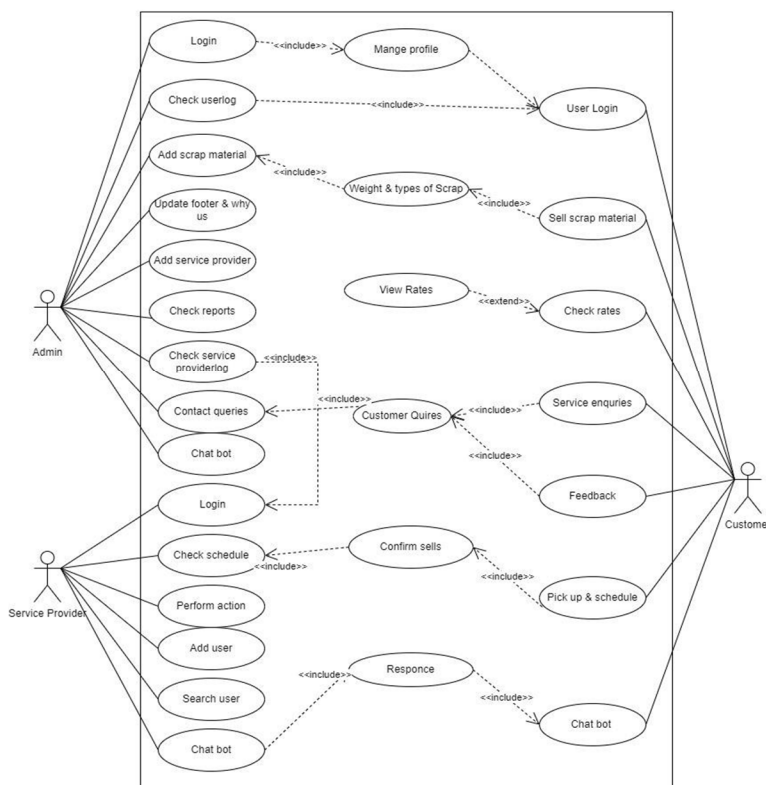 Login
<<include>>
Mange profile
Check userlog
<<include>>
User Login
Add scrap material
<<include>>
Weight & types of Scrap
<<include>>
Sell scrap material
Update footer & why
us
Add service provider
View Rates
<<extend>>
Check rates
Check reports
Admin
Check service
providerlog
<<include>>
Contact queries
<<include>>
Customer Quires
<<include>>
Service enquries
Chat bot
<<include>>
Feedback
Login
Custome
Check schedule
<<include>>
Confirm sells
<<include>>
Pick up & schedule
Service Provider
Perform action
Add user
Search user
<<include>>
Responce
<<include>>
Chat bot
Chat bot